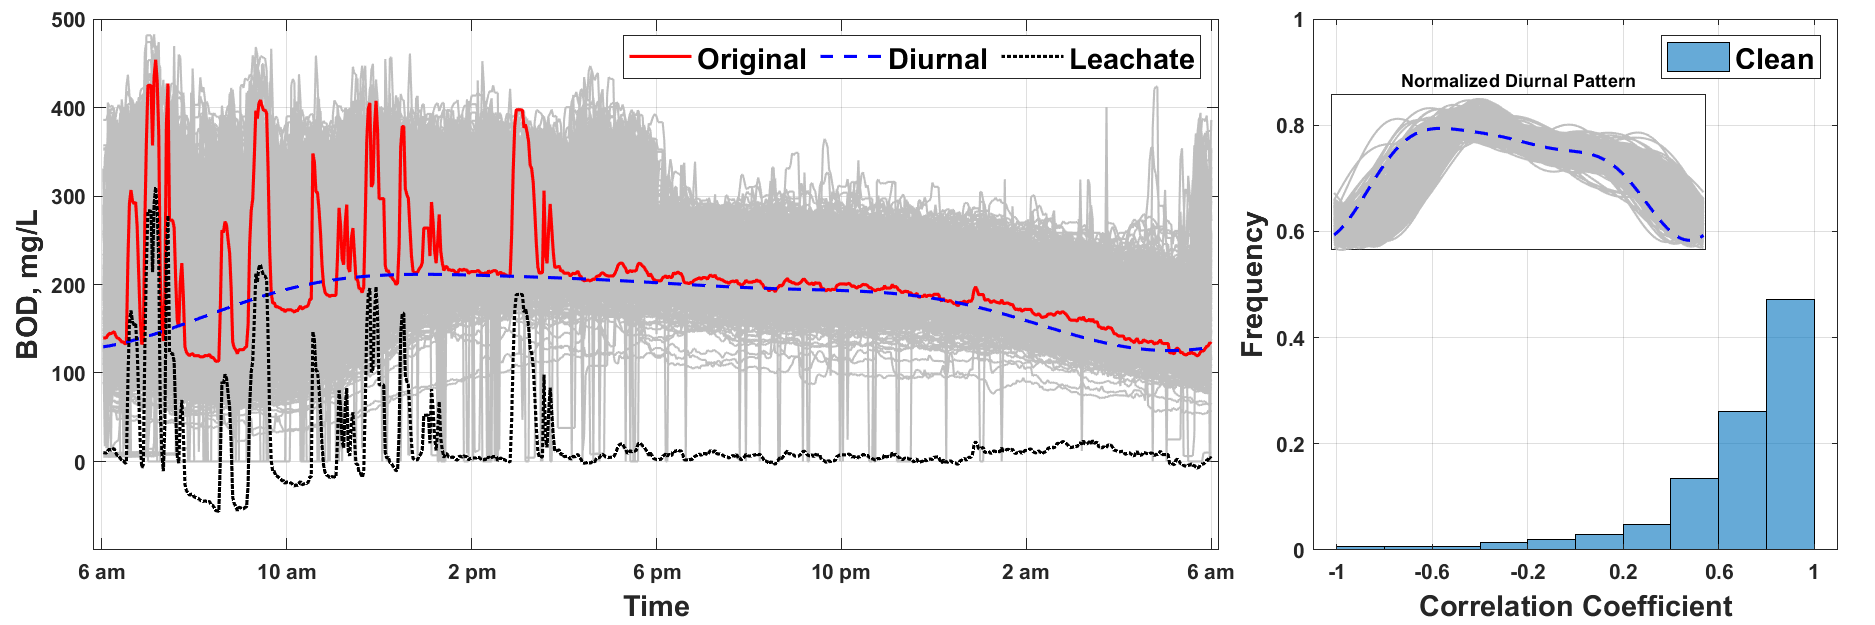 500
400
300
200
100
0
BOD, mg/L
Original Diurnal Leachate
6 am 10 am 2 pm 6 pm 10 pm 2 am 6 am
Time
1
0.8
0.6
0.4
0.2
0
Frequency
Clean
Normalized Diurnal Pattern
-1 -0.6 -0.2 0.2 0.6 1
Correlation Coefficient